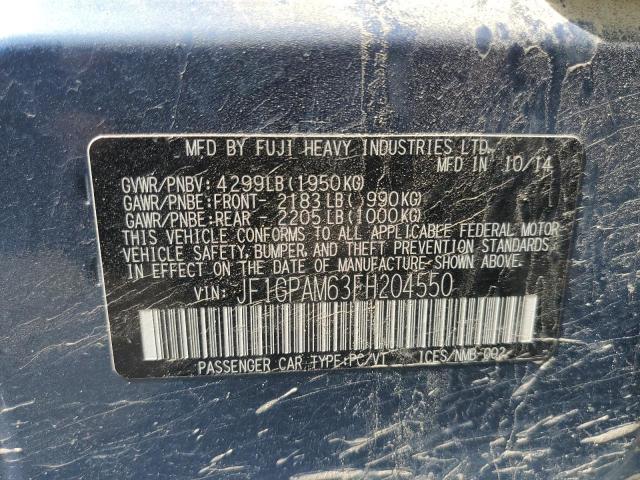 MFD BY FUJI HEAVY INDUSTRIES LTD.
MFD IN 10/14
GVWR/PNBV: 4299LB(1950KG)
GAWR/PNBE:FRONT - 2183LB( 990KG)
GAWR/PNBE:REAR - 2205LB(1000KG)
THIS VEHICLE CONFORMS TO ALL APPLICABLE FEDERAL MOTOR
VEHICLE SAFETY, BUMPER, AND THEFT PREVENTION STANDARDS
IN EFFECT ON THE DATE OF MANUFACTURE SHOWN ABOVE.
VIN: JF1GPAM63FH204550
PASSENGER CAR TYPE:PC/VT ICES/NMB-002